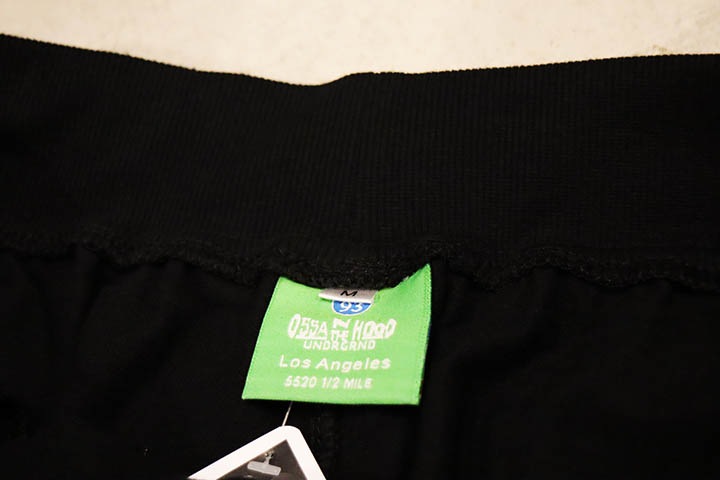 M
93
OSSA IN THE HOOD
UNDRGRND
Los Angeles
5520 1/2 MILE